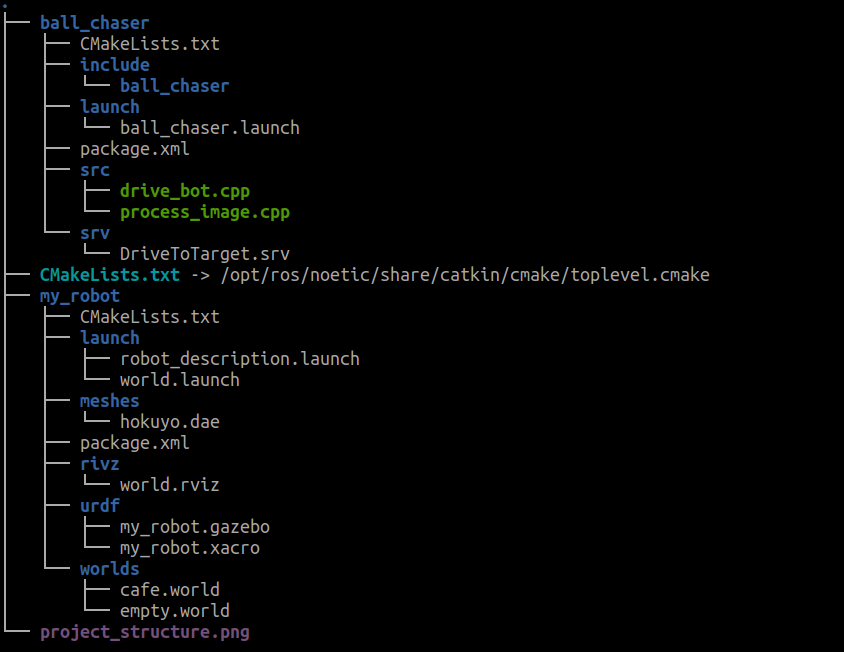 .
ball_chaser
CMakeLists.txt
include
ball_chaser
launch
ball_chaser.launch
package.xml
src
drive_bot.cpp
process_image.cpp
srv
DriveToTarget.srv
CMakeLists.txt -> /opt/ros/noetic/share/catkin/cmake/toplevel.cmake
my_robot
CMakeLists.txt
launch
robot_description.launch
world.launch
meshes
hokuyo.dae
package.xml
rivz
world.rviz
urdf
my_robot.gazebo
my_robot.xacro
worlds
cafe.world
empty.world
project_structure.png